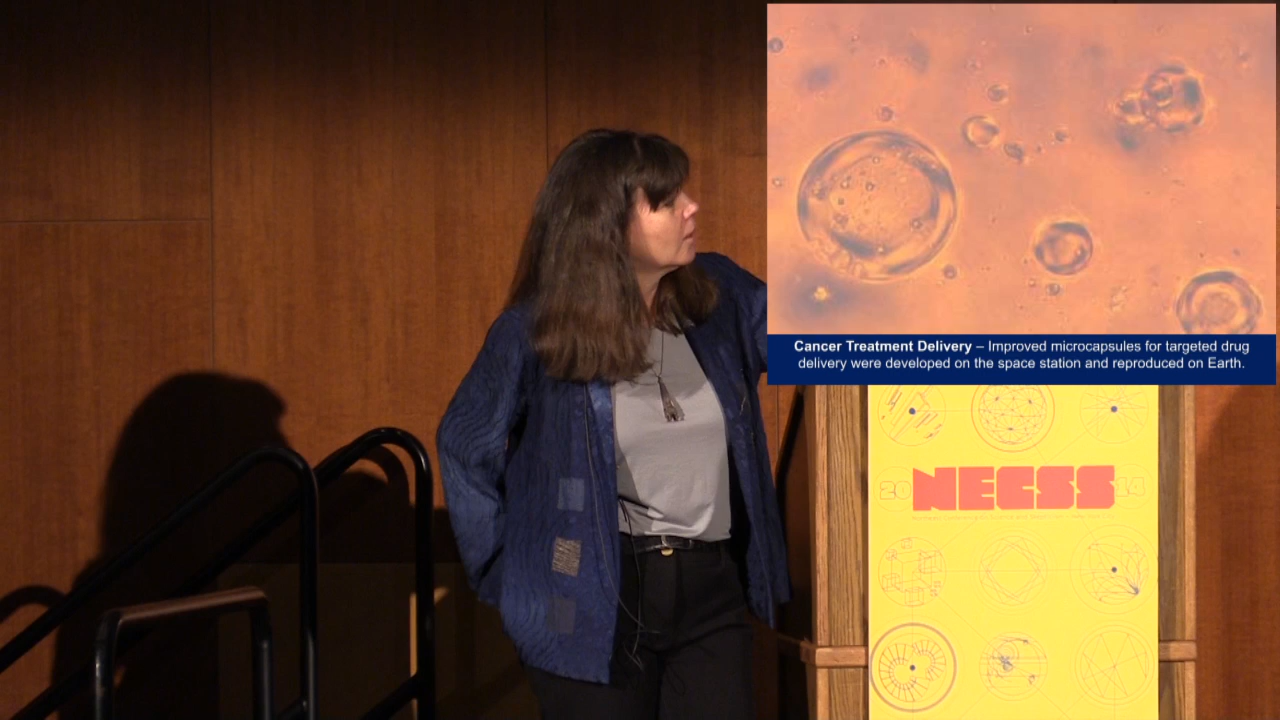 Cancer Treatment Delivery – Improved microcapsules for targeted drug
delivery were developed on the space station and reproduced on Earth.
20 NECSS 14